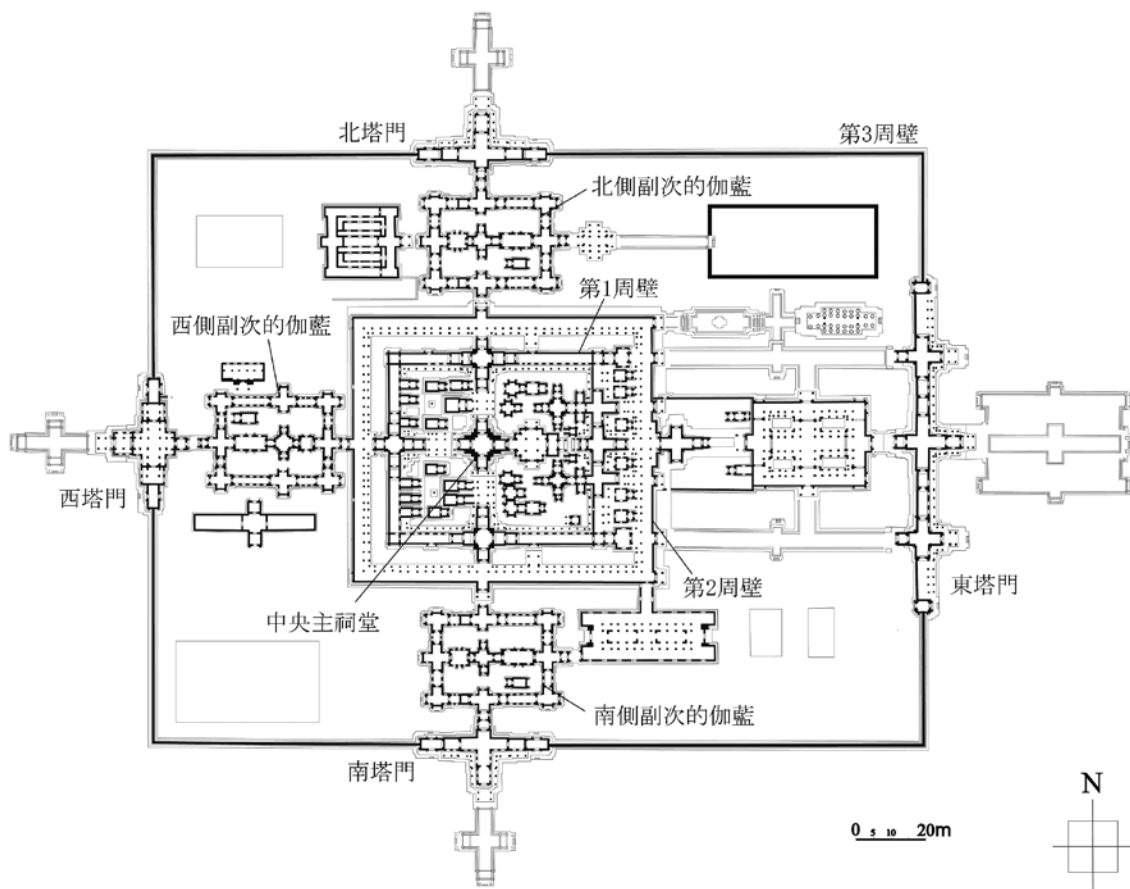 北塔門
第3周壁
北側副次的伽藍
第1周壁
西側副次的伽藍
西塔門
第2周壁
東塔門
中央主祠堂
南側副次的伽藍
南塔門
N
0 5 10 20m